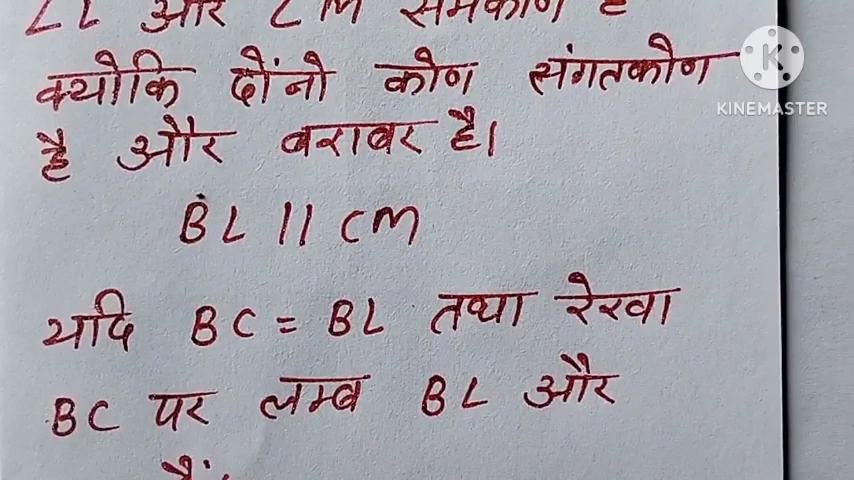 ∠L और ∠M समकोण है
क्योकि दोंनो कोण संगतकोण
है और बराबर है।
BL || CM
यदि BC = BL तथा रेखा
BC पर लम्ब BL और
हैं।
KINEMASTER